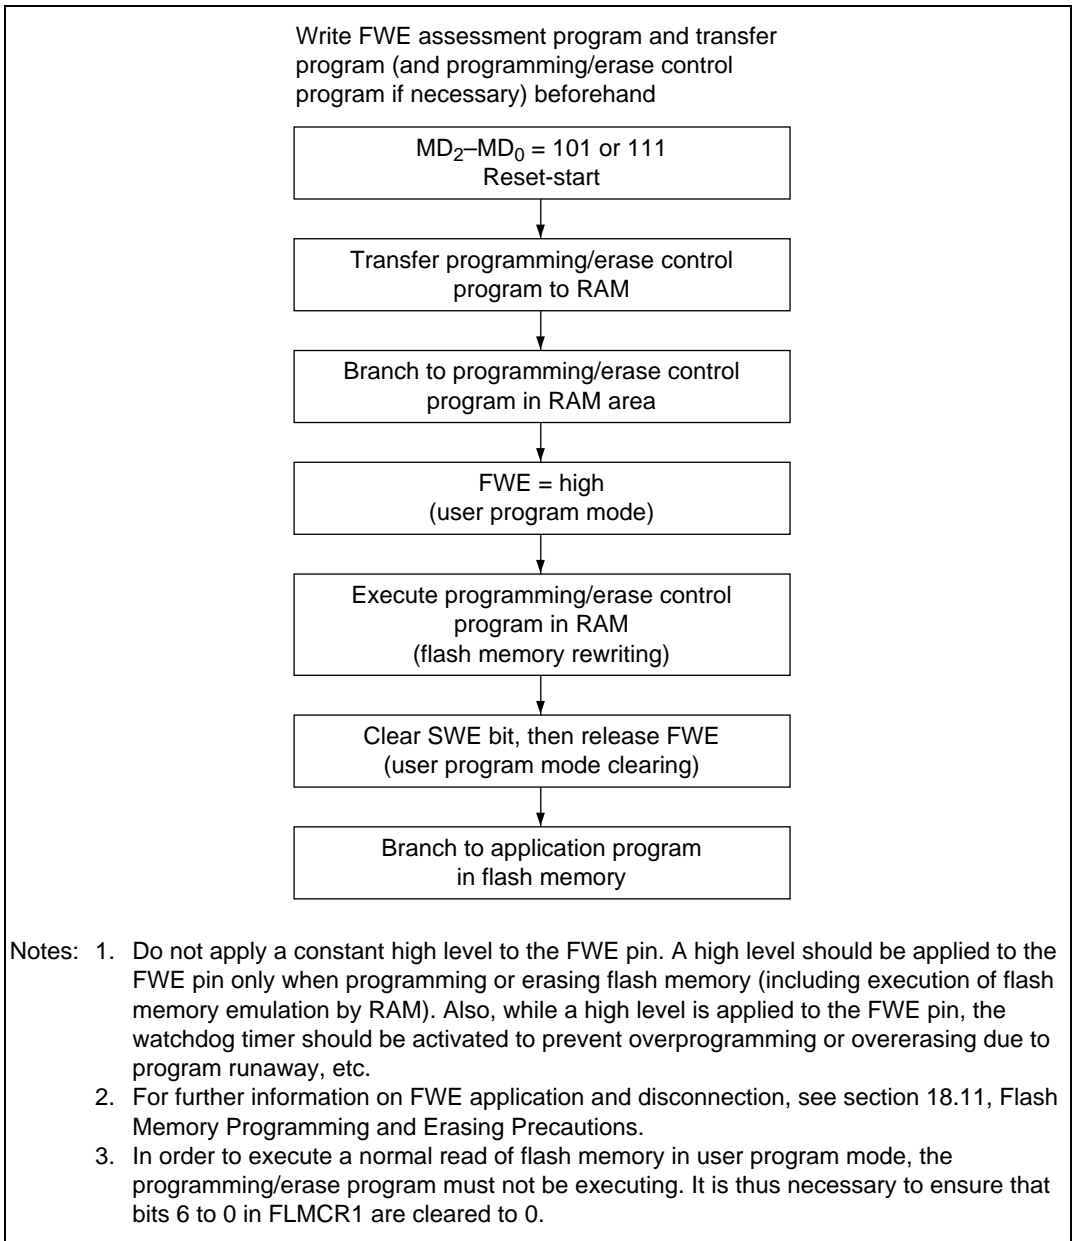 Write FWE assessment program and transfer
program (and programming/erase control
program if necessary) beforehand
MD₂–MD₀ = 101 or 111
Reset-start
Transfer programming/erase control
program to RAM
Branch to programming/erase control
program in RAM area
FWE = high
(user program mode)
Execute programming/erase control
program in RAM
(flash memory rewriting)
Clear SWE bit, then release FWE
(user program mode clearing)
Branch to application program
in flash memory
Notes: 1. Do not apply a constant high level to the FWE pin. A high level should be applied to the
FWE pin only when programming or erasing flash memory (including execution of flash
memory emulation by RAM). Also, while a high level is applied to the FWE pin, the
watchdog timer should be activated to prevent overprogramming or overerasing due to
program runaway, etc.
2. For further information on FWE application and disconnection, see section 18.11, Flash
Memory Programming and Erasing Precautions.
3. In order to execute a normal read of flash memory in user program mode, the
programming/erase program must not be executing. It is thus necessary to ensure that
bits 6 to 0 in FLMCR1 are cleared to 0.